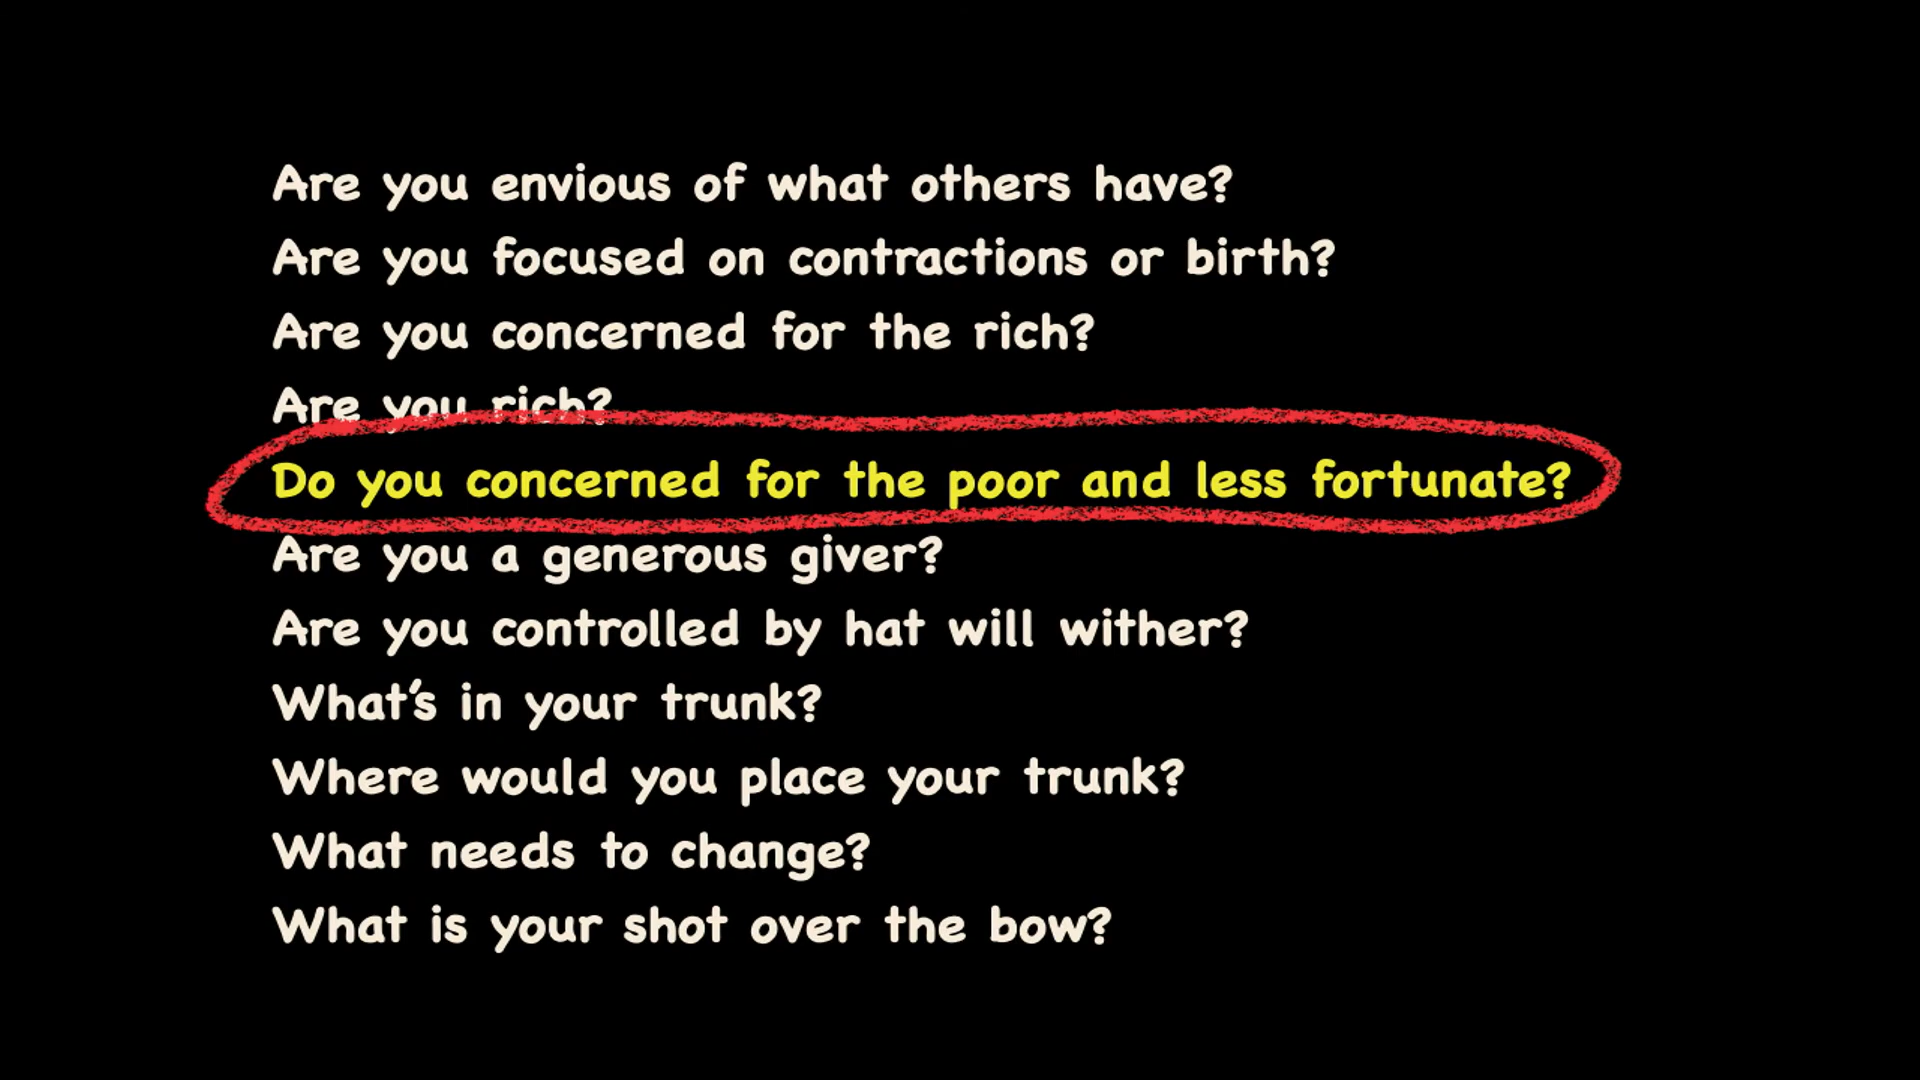 Are you envious of what others have?
Are you focused on contractions or birth?
Are you concerned for the rich?
Are you rich?
Do you concerned for the poor and less fortunate?
Are you a generous giver?
Are you controlled by hat will wither?
What's in your trunk?
Where would you place your trunk?
What needs to change?
What is your shot over the bow?